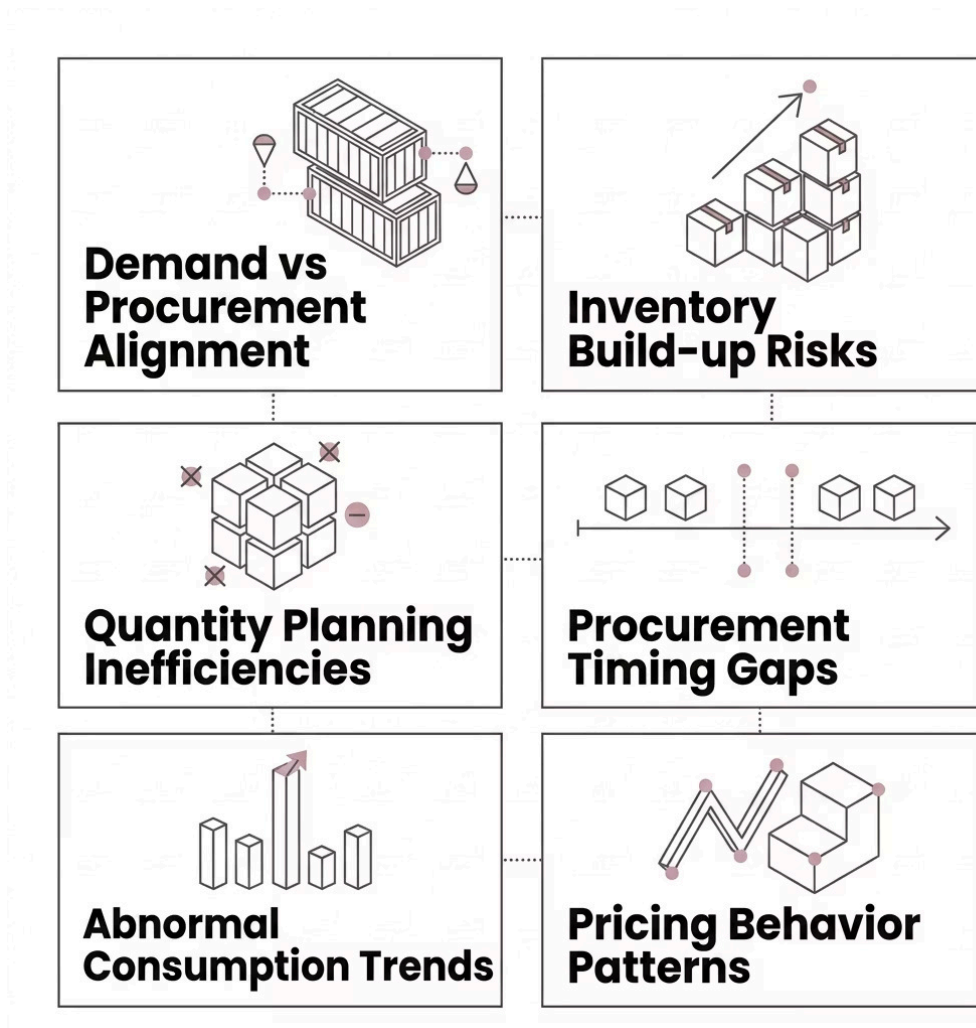 Demand vs
Procurement
Alignment
Inventory
Build-up Risks
Quantity Planning
Inefficiencies
Procurement
Timing Gaps
Abnormal
Consumption Trends
Pricing Behavior
Patterns